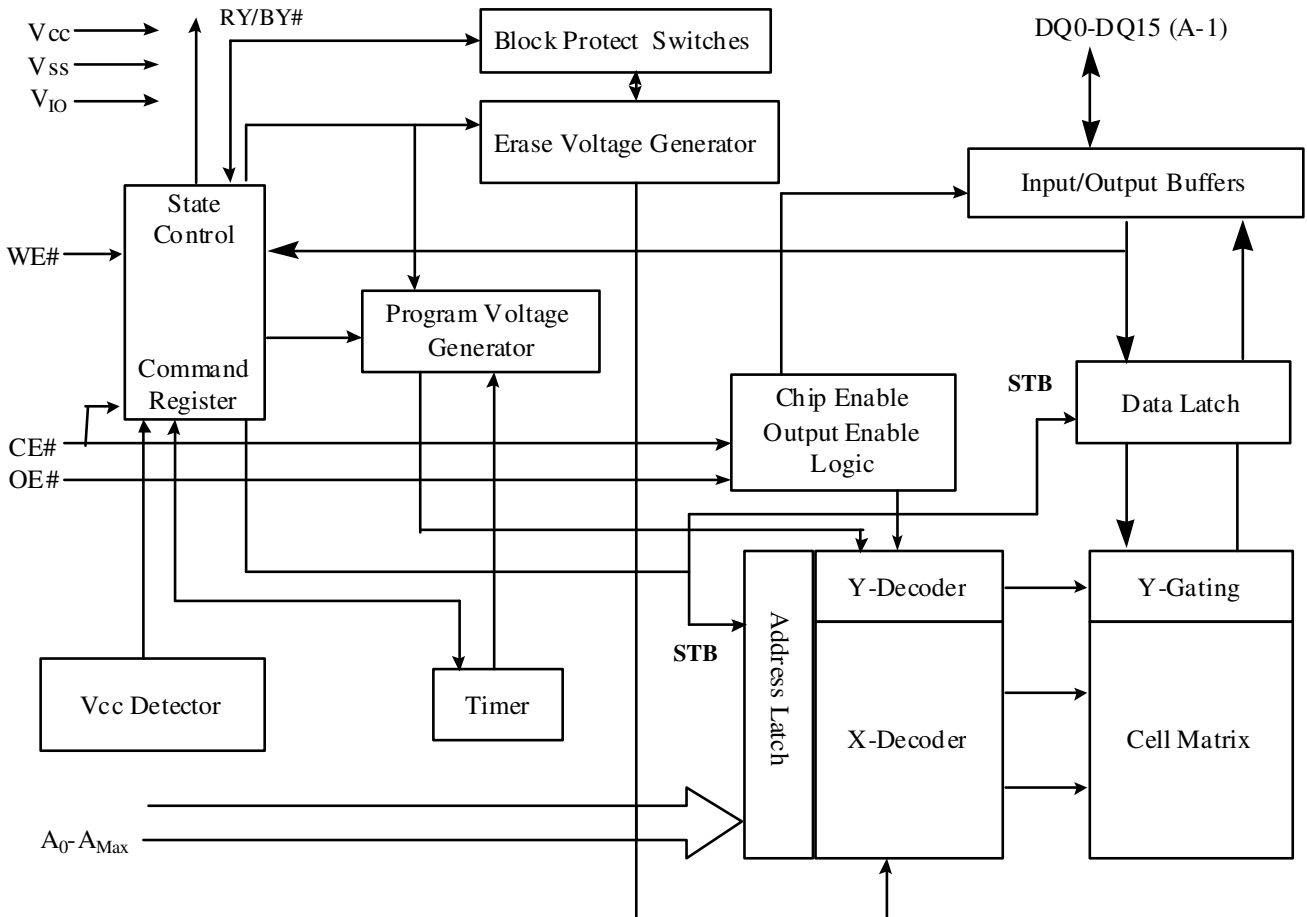 RY/BY#
Vcc
Vss
VIO
Block Protect Switches
DQ0-DQ15 (A-1)
Erase Voltage Generator
Input/Output Buffers
State
Control
WE#
Program Voltage
Generator
Command
Register
STB
Chip Enable
Output Enable
Logic
Data Latch
CE#
OE#
Address Latch
Y-Decoder
Y-Gating
STB
Vcc Detector
Timer
X-Decoder
Cell Matrix
A0-AMax